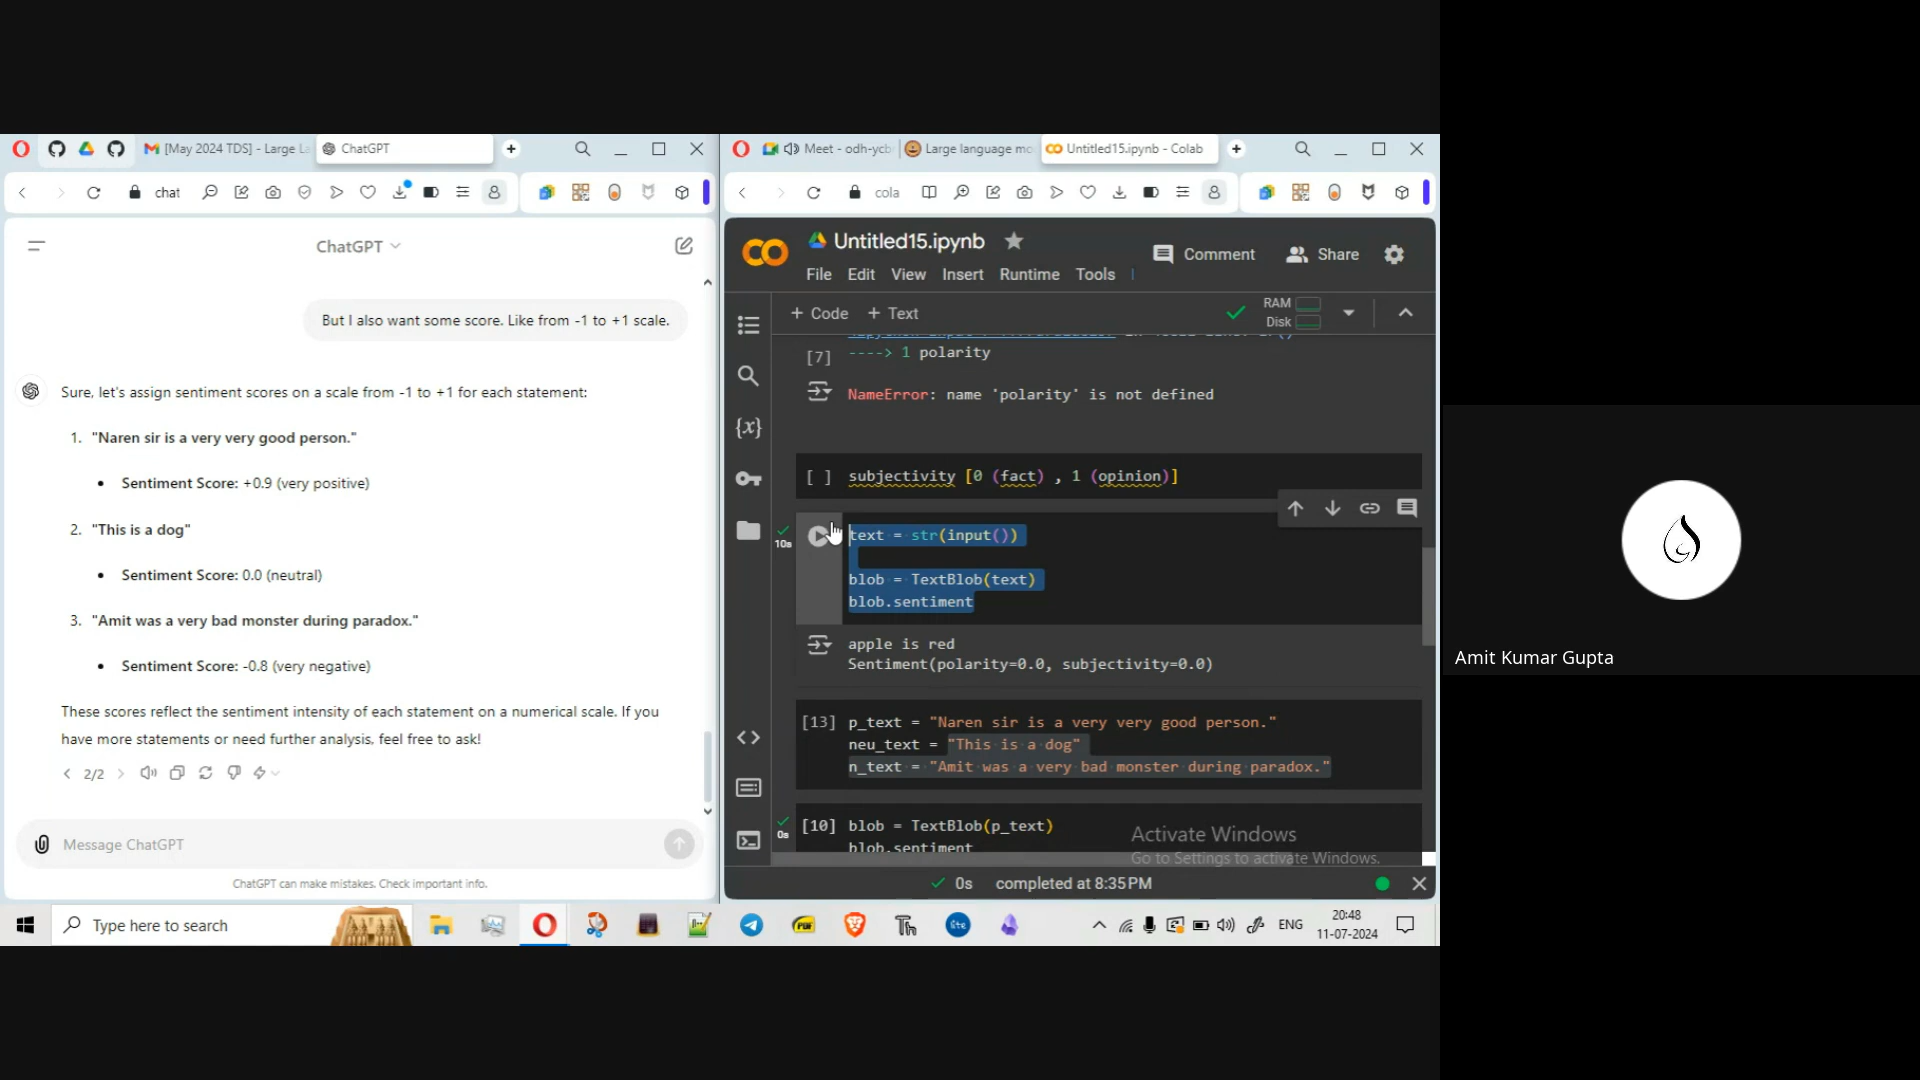 [May 2024 TDS] - Large La
ChatGPT
chat
ChatGPT
But I also want some score. Like from -1 to +1 scale.
Sure, let's assign sentiment scores on a scale from -1 to +1 for each statement:
1. "Naren sir is a very very good person."
• Sentiment Score: +0.9 (very positive)
2. "This is a dog"
• Sentiment Score: 0.0 (neutral)
3. "Amit was a very bad monster during paradox."
• Sentiment Score: -0.8 (very negative)
These scores reflect the sentiment intensity of each statement on a numerical scale. If you
have more statements or need further analysis, feel free to ask!
2/2
Message ChatGPT
ChatGPT can make mistakes. Check important info.
Meet - odh-ycb
Large language mo
Untitled15.ipynb - Colab
cola
Untitled15.ipynb
Comment
Share
File Edit View Insert Runtime Tools
+ Code + Text
RAM
Disk
[7] ----> 1 polarity
NameError: name 'polarity' is not defined
[ ] subjectivity [0 (fact) , 1 (opinion)]
10s
text = str(input())
blob = TextBlob(text)
blob.sentiment
apple is red
Sentiment(polarity=0.0, subjectivity=0.0)
[13] p_text = "Naren sir is a very very good person."
neu_text = "This is a dog"
n_text = "Amit was a very bad monster during paradox."
0s
[10] blob = TextBlob(p_text)
blob.sentiment
Activate Windows
Go to Settings to activate Windows.
0s completed at 8:35 PM
Type here to search
ENG
20:48
11-07-2024
Amit Kumar Gupta